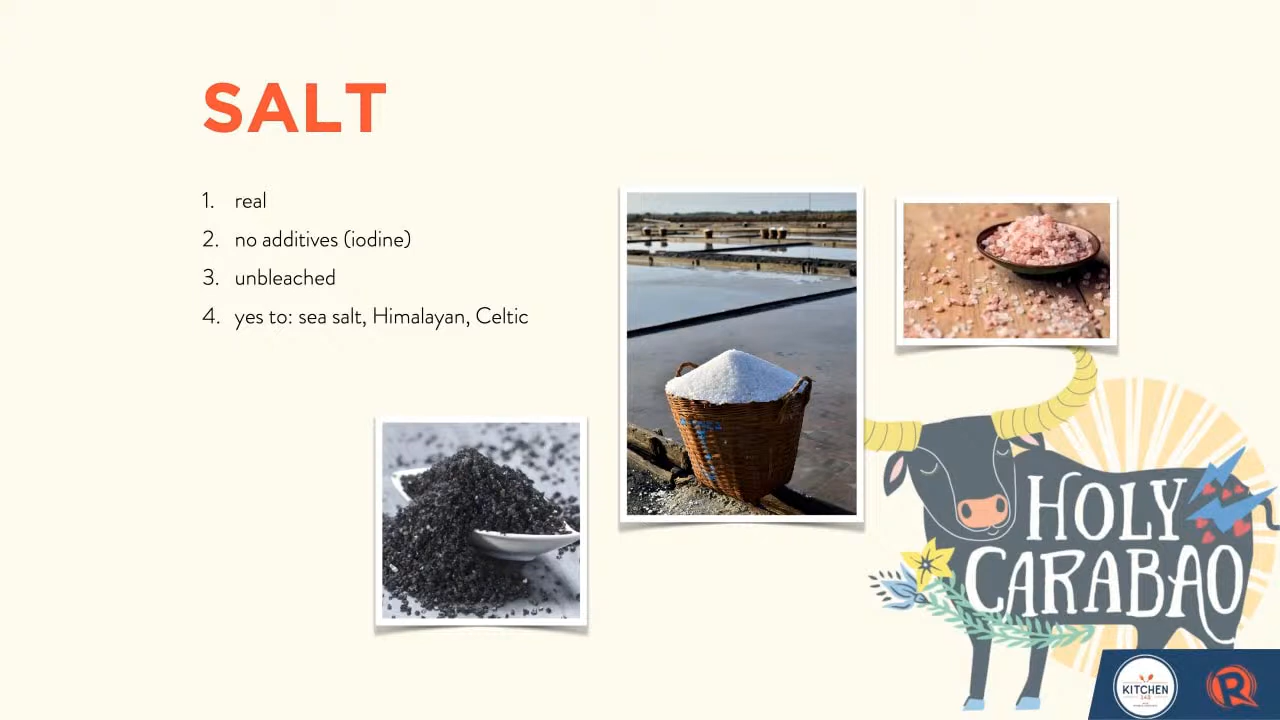 SALT
1. real
2. no additives (iodine)
3. unbleached
4. yes to: sea salt, Himalayan, Celtic
HOLY
CARABAO
KITCHEN
LAB
R